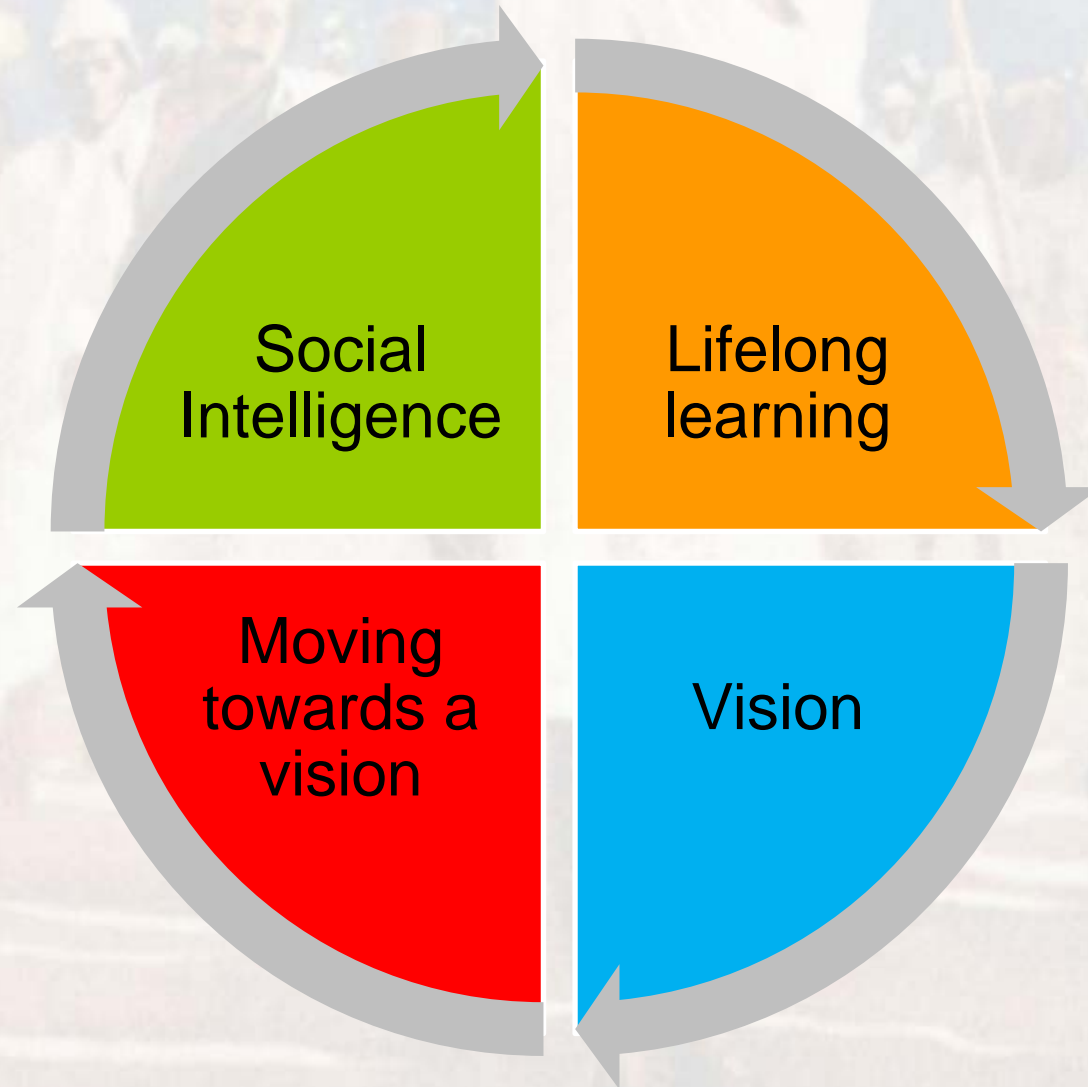 Social
Intelligence
Lifelong
learning
Moving
towards a
vision
Vision